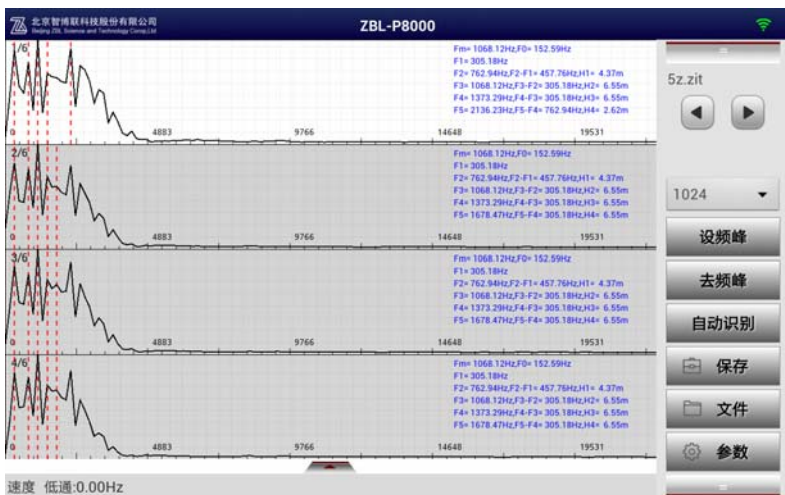 北京智博联科技股份有限公司
Beijing ZBL Science and Technology Corop,Ltd
ZBL-P8000
1/6
Fm= 1068.12Hz,F0= 152.59Hz
F1= 305.18Hz
F2= 762.94Hz,F2-F1= 457.76Hz,H1= 4.37m
F3= 1068.12Hz,F3-F2= 305.18Hz,H2= 6.55m
F4= 1373.29Hz,F4-F3= 305.18Hz,H3= 6.55m
F5= 2136.23Hz,F5-F4= 762.94Hz,H4= 2.62m
0 4883 9766 14648 19531
2/6
Fm= 1068.12Hz,F0= 152.59Hz
F1= 305.18Hz
F2= 762.94Hz,F2-F1= 457.76Hz,H1= 4.37m
F3= 1068.12Hz,F3-F2= 305.18Hz,H2= 6.55m
F4= 1373.29Hz,F4-F3= 305.18Hz,H3= 6.55m
F5= 1678.47Hz,F5-F4= 305.18Hz,H4= 6.55m
0 4883 9766 14648 19531
3/6
Fm= 1068.12Hz,F0= 152.59Hz
F1= 305.18Hz
F2= 762.94Hz,F2-F1= 457.76Hz,H1= 4.37m
F3= 1068.12Hz,F3-F2= 305.18Hz,H2= 6.55m
F4= 1373.29Hz,F4-F3= 305.18Hz,H3= 6.55m
F5= 1678.47Hz,F5-F4= 305.18Hz,H4= 6.55m
0 4883 9766 14648 19531
4/6
Fm= 1068.12Hz,F0= 152.59Hz
F1= 305.18Hz
F2= 762.94Hz,F2-F1= 457.76Hz,H1= 4.37m
F3= 1068.12Hz,F3-F2= 305.18Hz,H2= 6.55m
F4= 1373.29Hz,F4-F3= 305.18Hz,H3= 6.55m
F5= 1678.47Hz,F5-F4= 305.18Hz,H4= 6.55m
0 4883 9766 14648 19531
速度 低通:0.00Hz
5z.zit
1024
设频峰
去频峰
自动识别
保存
文件
参数